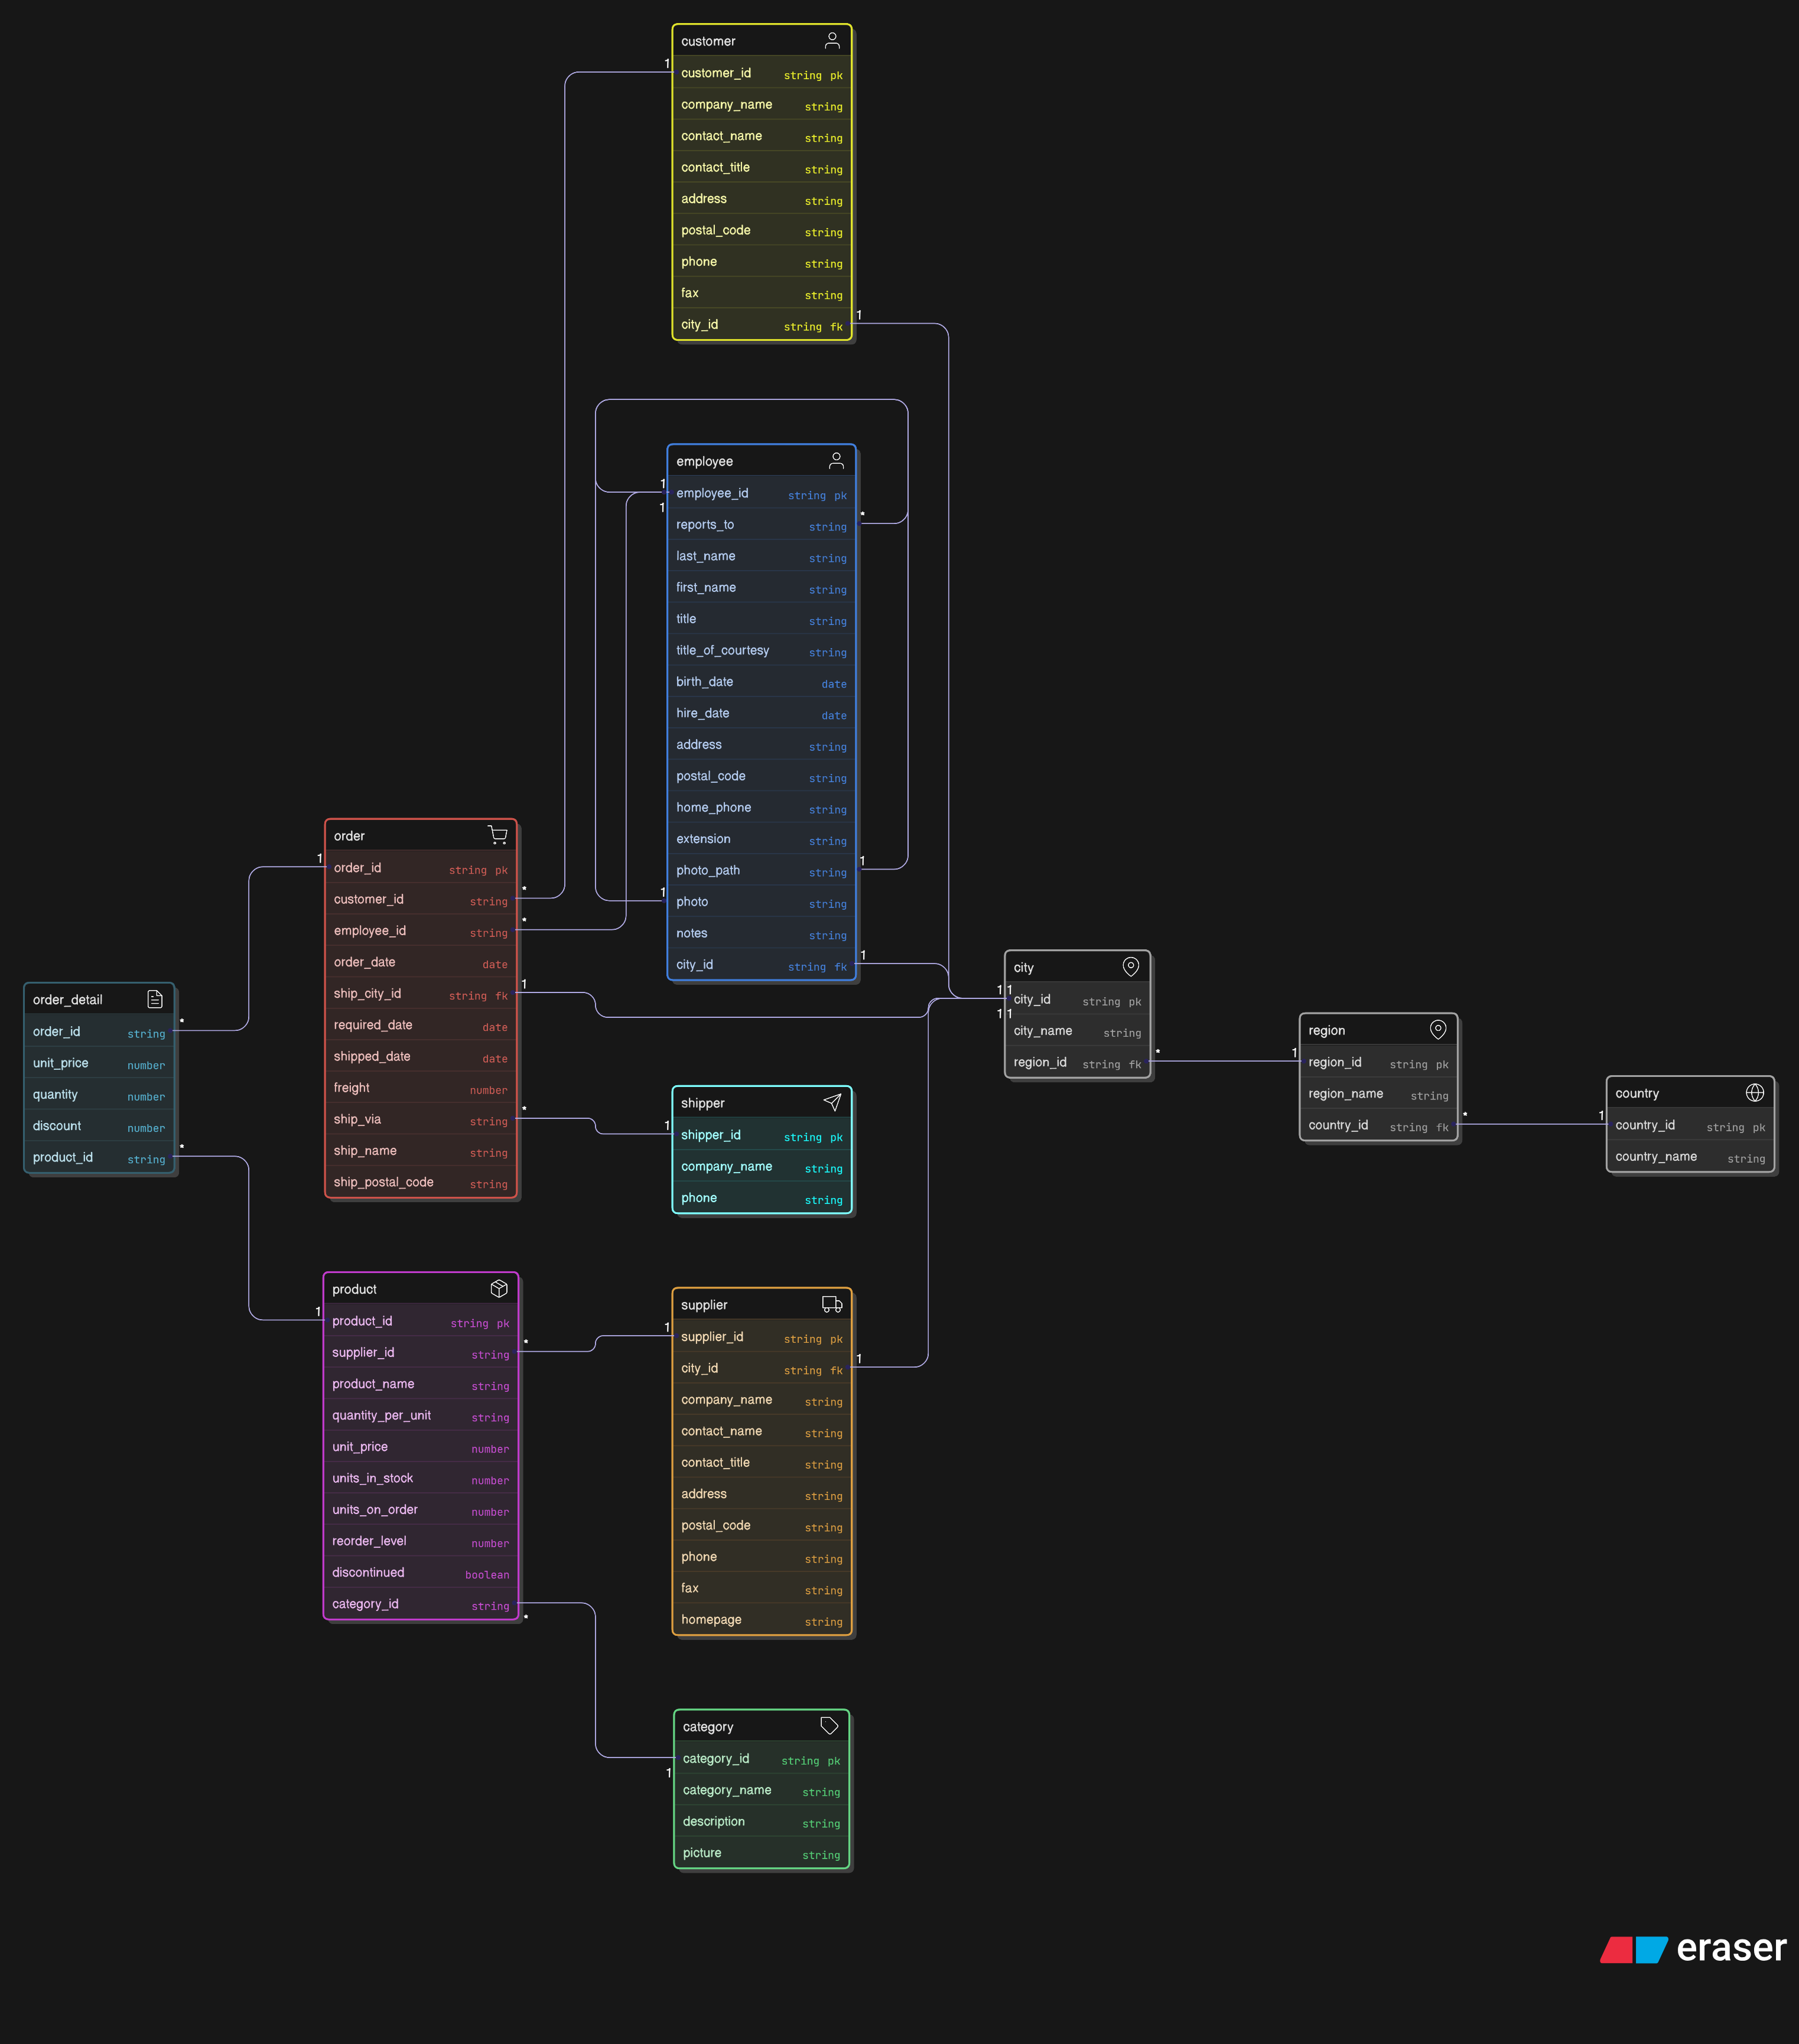 customer
customer_id string pk
company_name string
contact_name string
contact_title string
address string
postal_code string
phone string
fax string
city_id string fk
1
1
employee
employee_id string pk
reports_to string
last_name string
first_name string
title string
title_of_courtesy string
birth_date date
hire_date date
address string
postal_code string
home_phone string
extension string
photo_path string
photo string
notes string
city_id string fk
1
1
*
1
1
1
order
order_id string pk
customer_id string
employee_id string
order_date date
ship_city_id string fk
required_date date
shipped_date date
freight number
ship_via string
ship_name string
ship_postal_code string
1
*
*
1
*
order_detail
order_id string
unit_price number
quantity number
discount number
product_id string
*
*
shipper
shipper_id string pk
company_name string
phone string
1
city
city_id string pk
city_name string
region_id string fk
1 1
1 1
*
region
region_id string pk
region_name string
country_id string fk
1
*
country
country_id string pk
country_name string
1
product
product_id string pk
supplier_id string
product_name string
quantity_per_unit string
unit_price number
units_in_stock number
units_on_order number
reorder_level number
discontinued boolean
category_id string
1
*
*
supplier
supplier_id string pk
city_id string fk
company_name string
contact_name string
contact_title string
address string
postal_code string
phone string
fax string
homepage string
1
1
category
category_id string pk
category_name string
description string
picture string
1
eraser